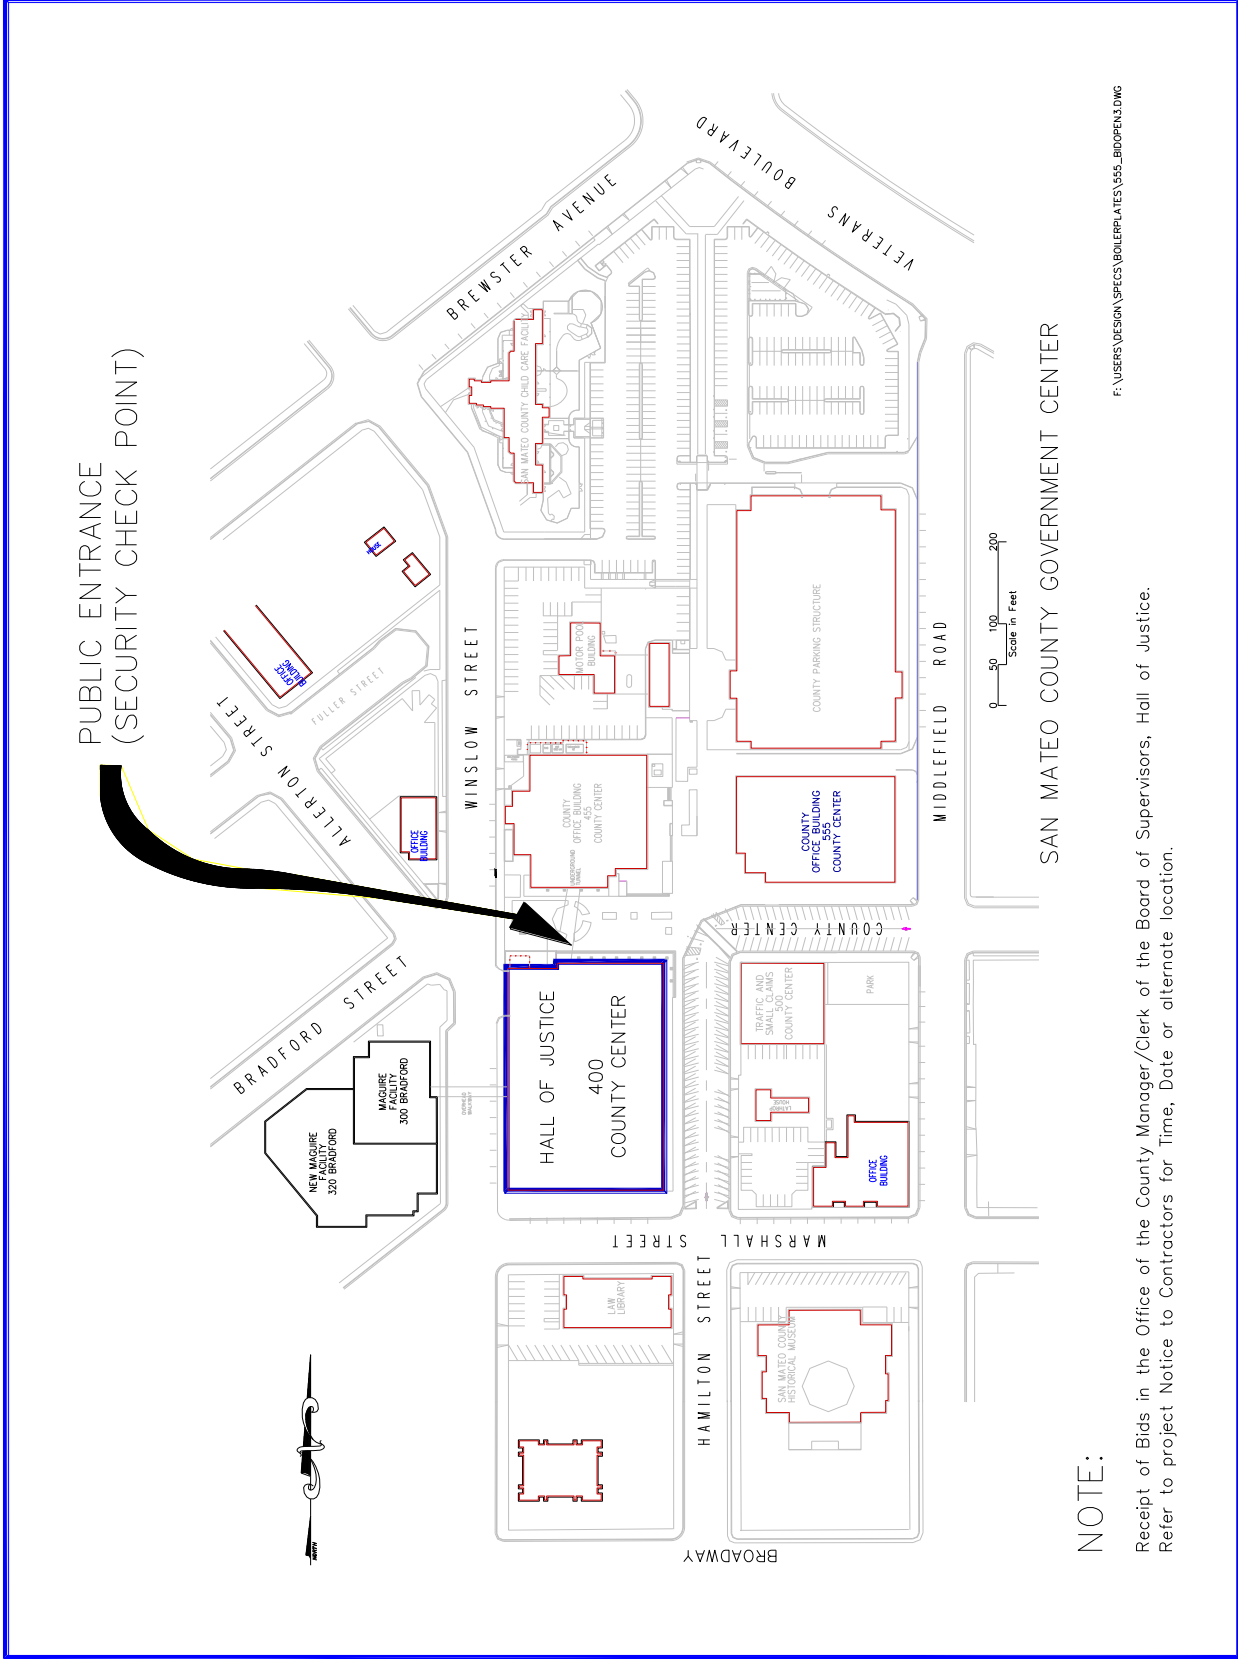 PUBLIC ENTRANCE
(SECURITY CHECK POINT)
BREWSTER AVENUE
VETERANS BOULEVARD
WINSLOW STREET
MIDDLEFIELD ROAD
ALLERTON STREET
FULLER STREET
BRADFORD STREET
COUNTY CENTER
MARSHALL STREET
HAMILTON STREET
BROADWAY
HOUSE
OFFICE
BUILDING
OFFICE
BUILDING
SAN MATEO COUNTY CHILD CARE FACILITY
MOTOR POOL
BUILDING
COUNTY PARKING STRUCTURE
COUNTY
OFFICE BUILDING
455
COUNTY CENTER
UNDERGROUND
TUNNEL
COUNTY
OFFICE BUILDING
555
COUNTY CENTER
HALL OF JUSTICE
400
COUNTY CENTER
MAGUIRE
FACILITY
300 BRADFORD
NEW MAGUIRE
FACILITY
320 BRADFORD
OVERHEAD
WALKWAY
TRAFFIC AND
SMALL CLAIMS
500
COUNTY CENTER
PARK
LATHROP
HOUSE
OFFICE
BUILDING
LAW
LIBRARY
SAN MATEO COUNTY
HISTORICAL MUSEUM
NORTH
0 50 100 200
Scale in Feet
SAN MATEO COUNTY GOVERNMENT CENTER
F:\USERS\DESIGN\SPECS\BOILERPLATES\555_BIDOPEN3.DWG
NOTE:
Receipt of Bids in the Office of the County Manager/Clerk of the Board of Supervisors, Hall of Justice.
Refer to project Notice to Contractors for Time, Date or alternate location.